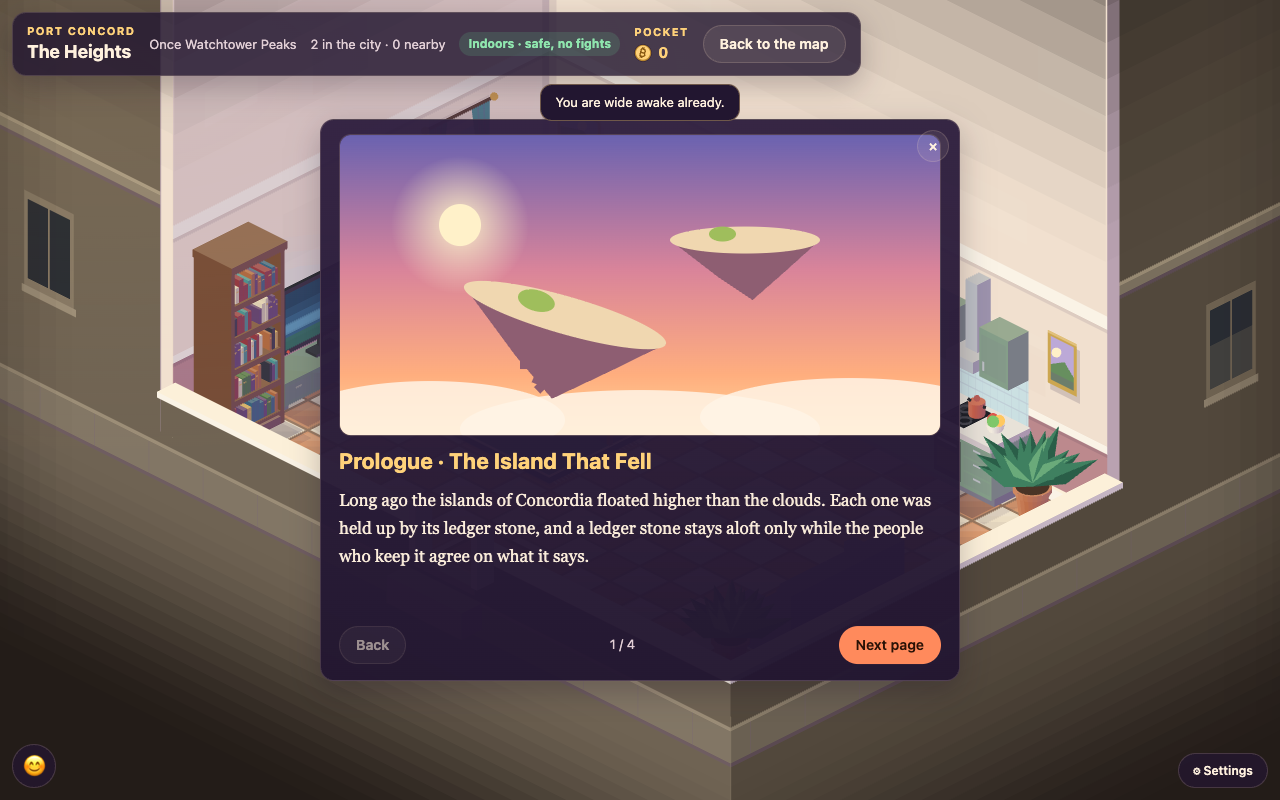 PORT CONCORD
The Heights
Once Watchtower Peaks
2 in the city · 0 nearby
Indoors · safe, no fights
POCKET
0
Back to the map
You are wide awake already.
×
Prologue · The Island That Fell
Long ago the islands of Concordia floated higher than the clouds. Each one was
held up by its ledger stone, and a ledger stone stays aloft only while the people
who keep it agree on what it says.
Back
1 / 4
Next page
Settings